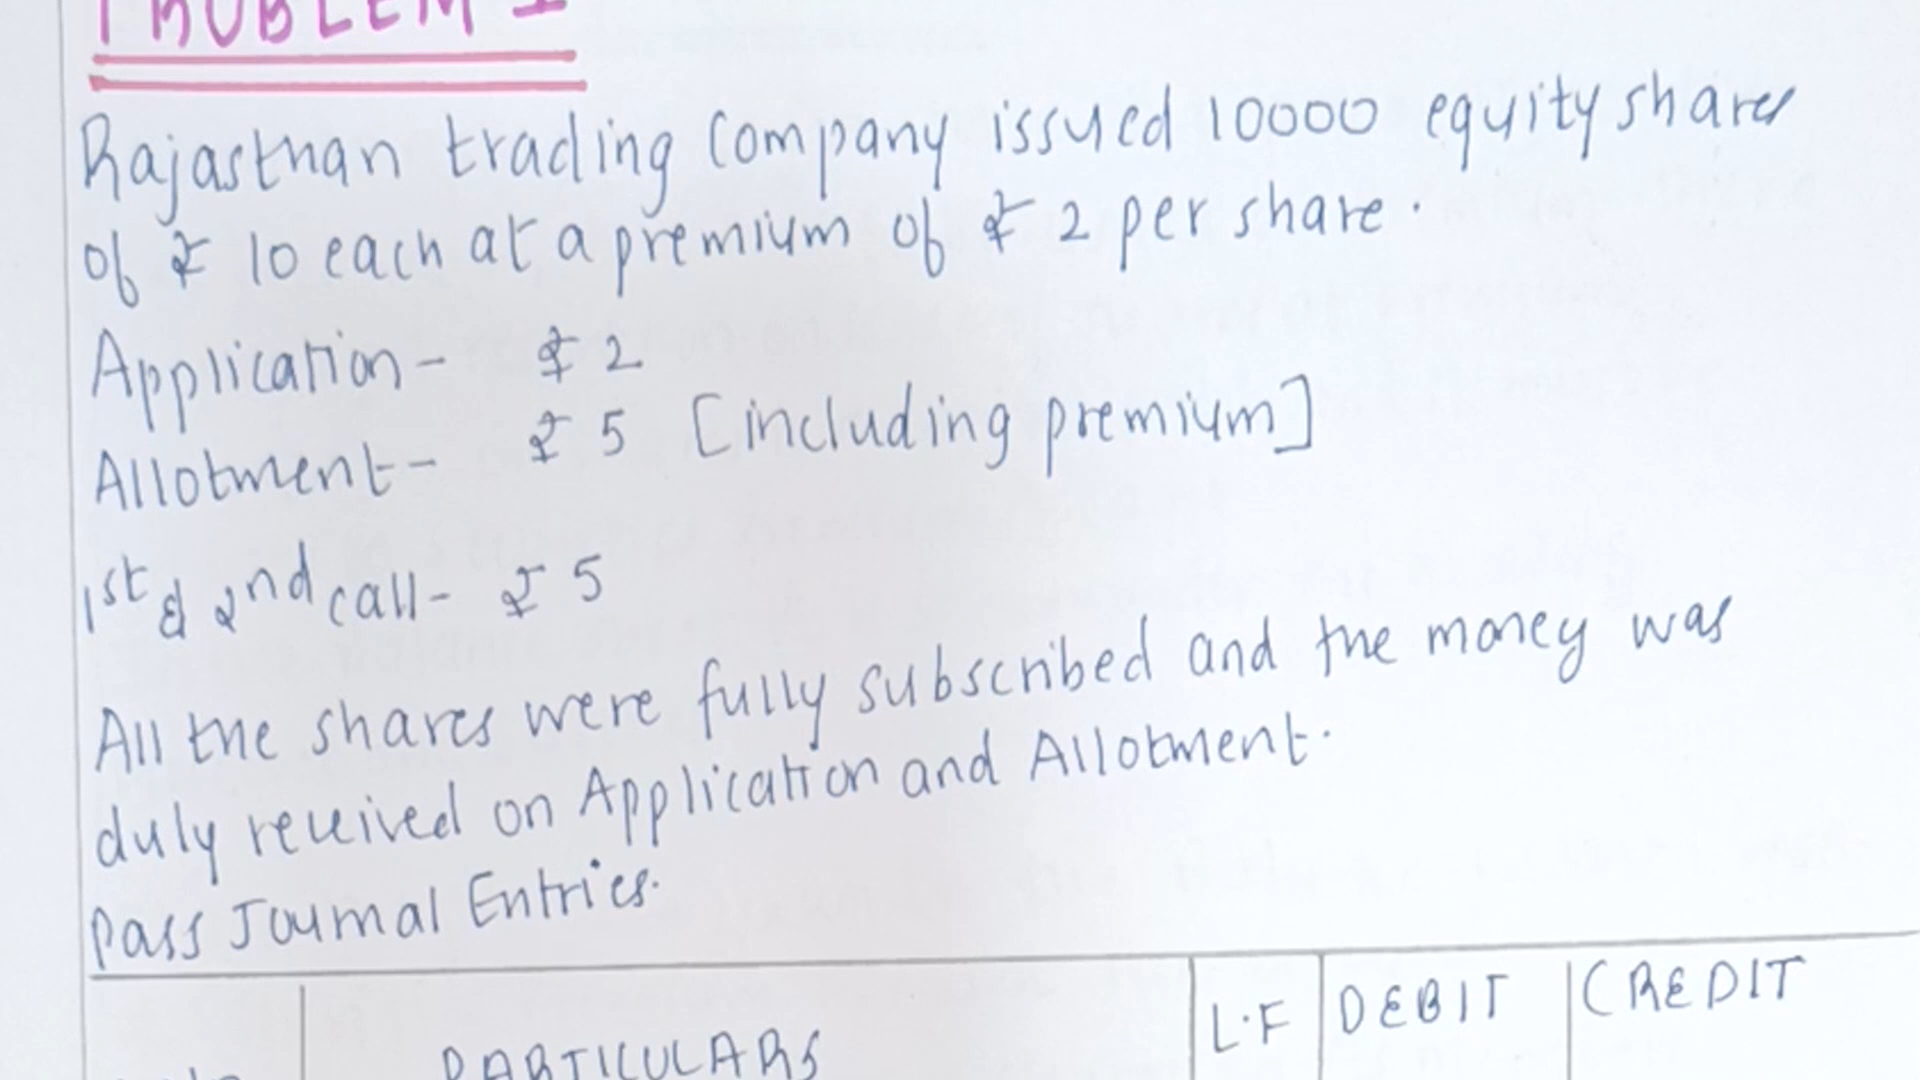 PROBLEM 1
Rajasthan trading Company issued 10000 equity shares
of ₹ 10 each at a premium of ₹ 2 per share.
Application - ₹ 2
Allotment - ₹ 5 [including premium]
1st & 2nd call - ₹ 5
All the shares were fully subscribed and the money was
duly received on Application and Allotment.
Pass Journal Entries.
PARTICULARS L.F DEBIT CREDIT